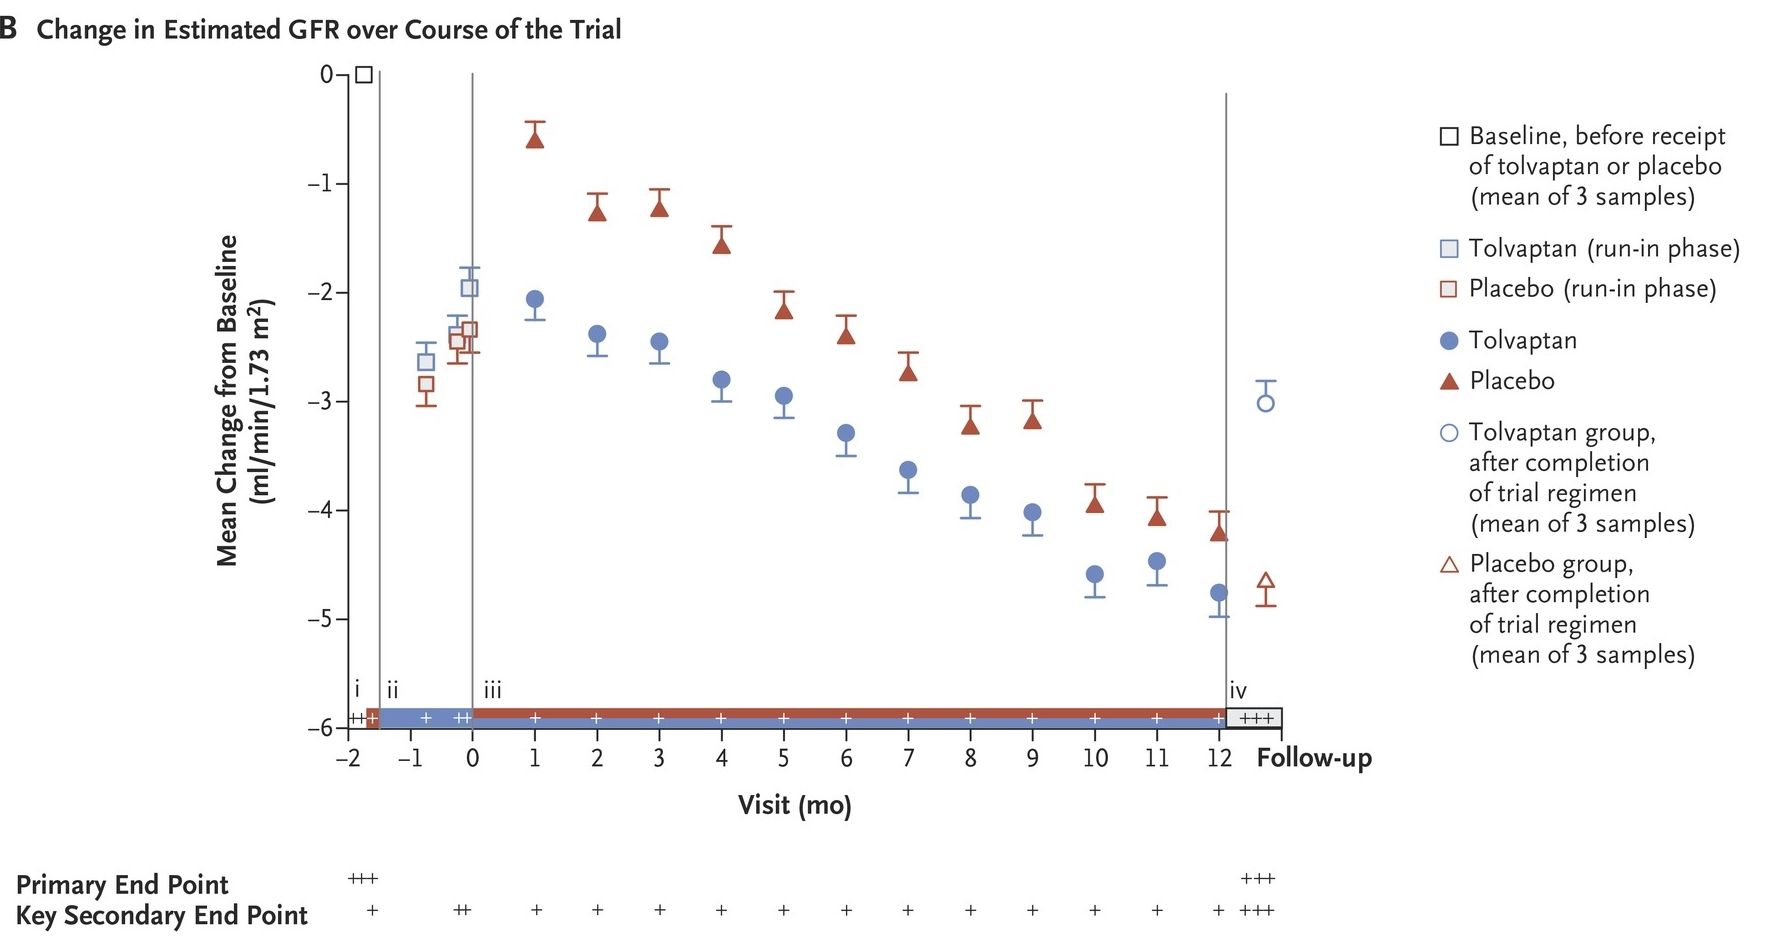 B Change in Estimated GFR over Course of the Trial
Mean Change from Baseline
(ml/min/1.73 m²)
0
–1
–2
–3
–4
–5
–6
i
ii
iii
iv
++ +
+
++
+ + + + + + + + + + + +
+++
–2 –1 0 1 2 3 4 5 6 7 8 9 10 11 12 Follow-up
Visit (mo)
Baseline, before receipt
of tolvaptan or placebo
(mean of 3 samples)
Tolvaptan (run-in phase)
Placebo (run-in phase)
Tolvaptan
Placebo
Tolvaptan group,
after completion
of trial regimen
(mean of 3 samples)
Placebo group,
after completion
of trial regimen
(mean of 3 samples)
Primary End Point +++ +++
Key Secondary End Point + ++ + + + + + + + + + + + + +++